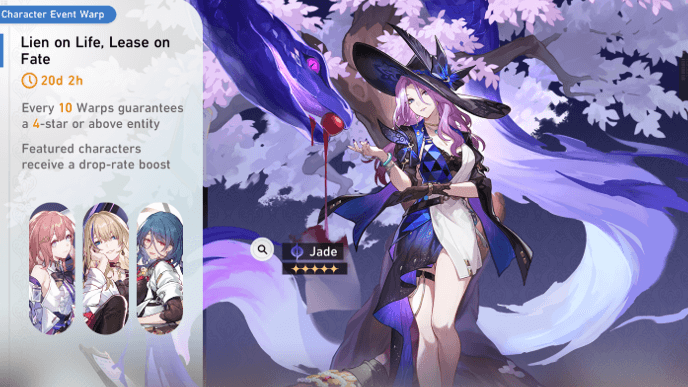 Character Event Warp
Lien on Life, Lease on
Fate
20d 2h
Every 10 Warps guarantees
a 4-star or above entity
Featured characters
receive a drop-rate boost
Jade